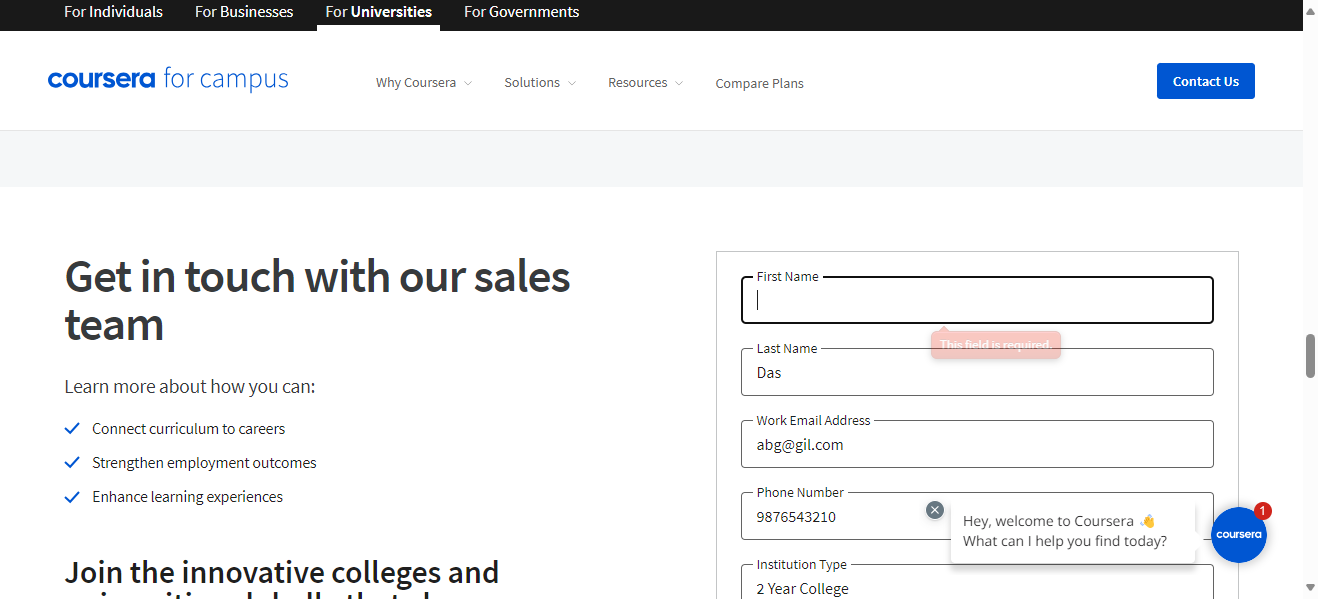 For Individuals For Businesses For Universities For Governments
coursera for campus Why Coursera Solutions Resources Compare Plans Contact Us
Get in touch with our sales
team
Learn more about how you can:
Connect curriculum to careers
Strengthen employment outcomes
Enhance learning experiences
Join the innovative colleges and
First Name
This field is required.
Last Name
Das
Work Email Address
abg@gil.com
Phone Number
9876543210
Institution Type
2 Year College
Hey, welcome to Coursera 👋
What can I help you find today?
1
coursera